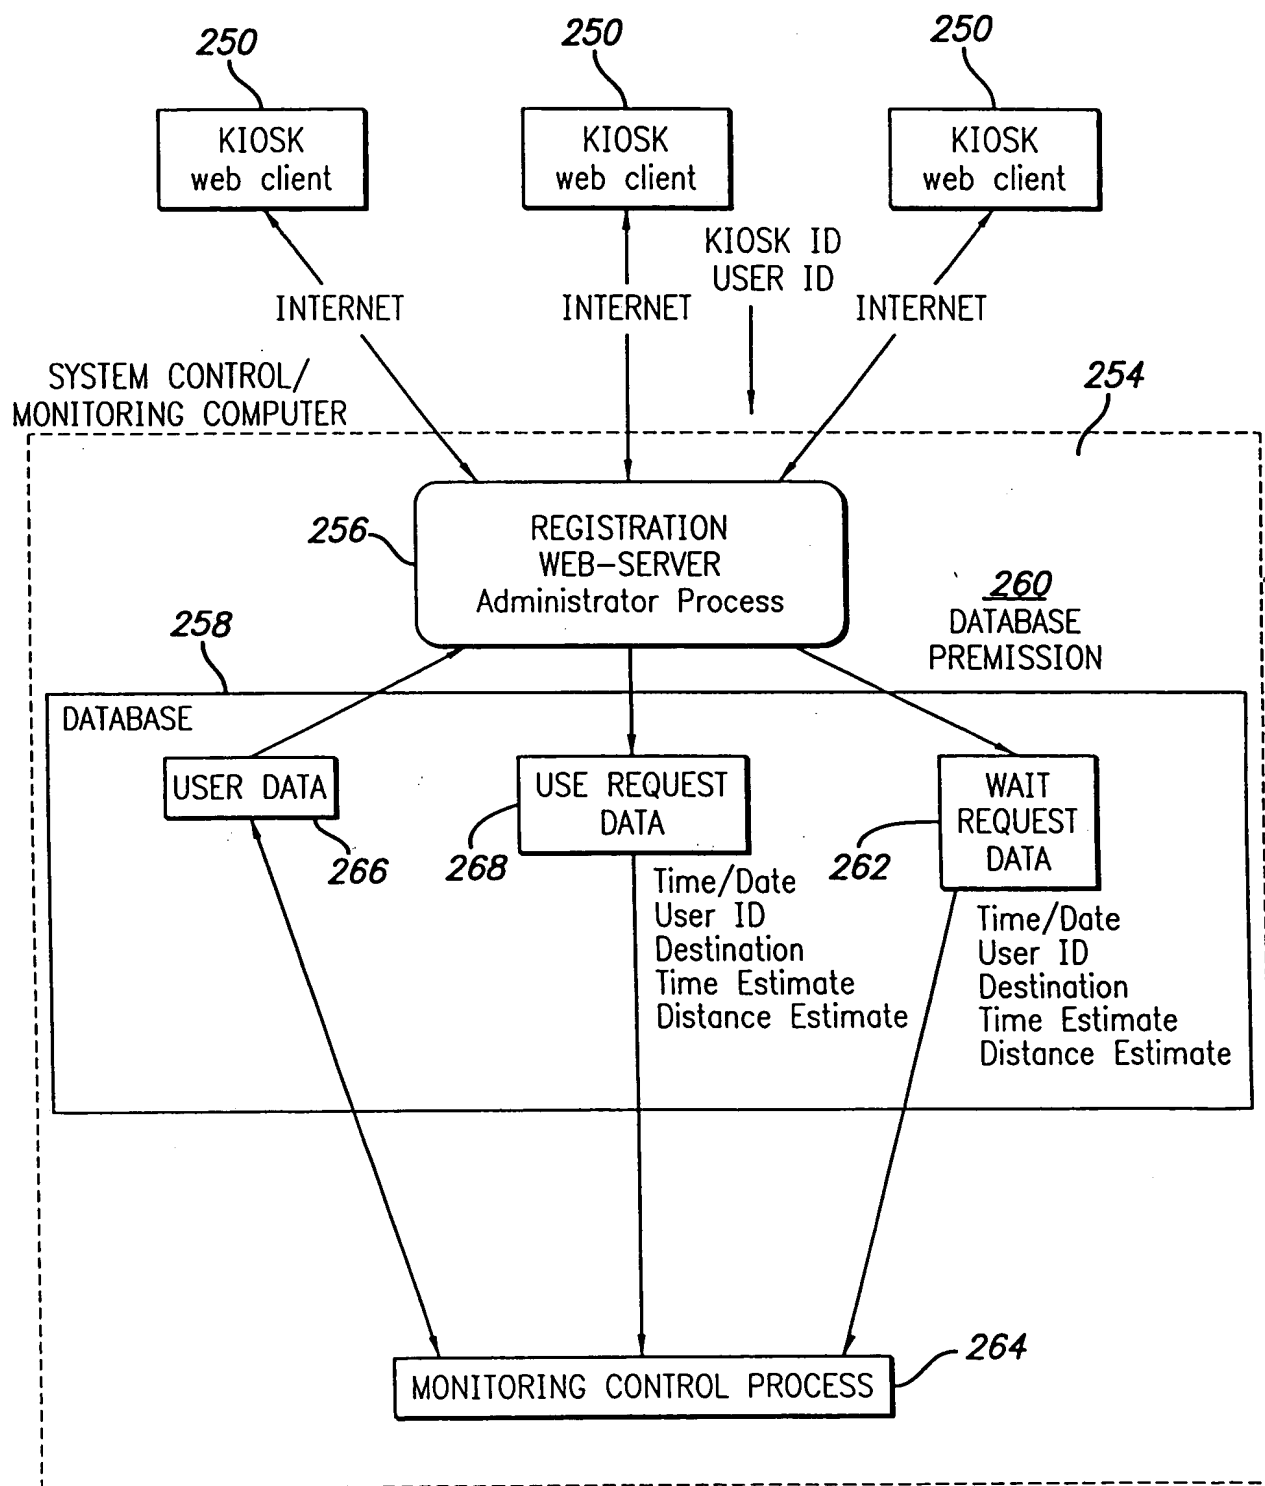 250
250
250
KIOSK
web client
KIOSK
web client
KIOSK
web client
KIOSK ID
USER ID
INTERNET
INTERNET
INTERNET
SYSTEM CONTROL/
MONITORING COMPUTER
254
256
REGISTRATION
WEB-SERVER
Administrator Process
260
DATABASE
PREMISSION
258
DATABASE
USER DATA
266
USE REQUEST
DATA
268
WAIT
REQUEST
DATA
262
Time/Date
User ID
Destination
Time Estimate
Distance Estimate
Time/Date
User ID
Destination
Time Estimate
Distance Estimate
264
MONITORING CONTROL PROCESS